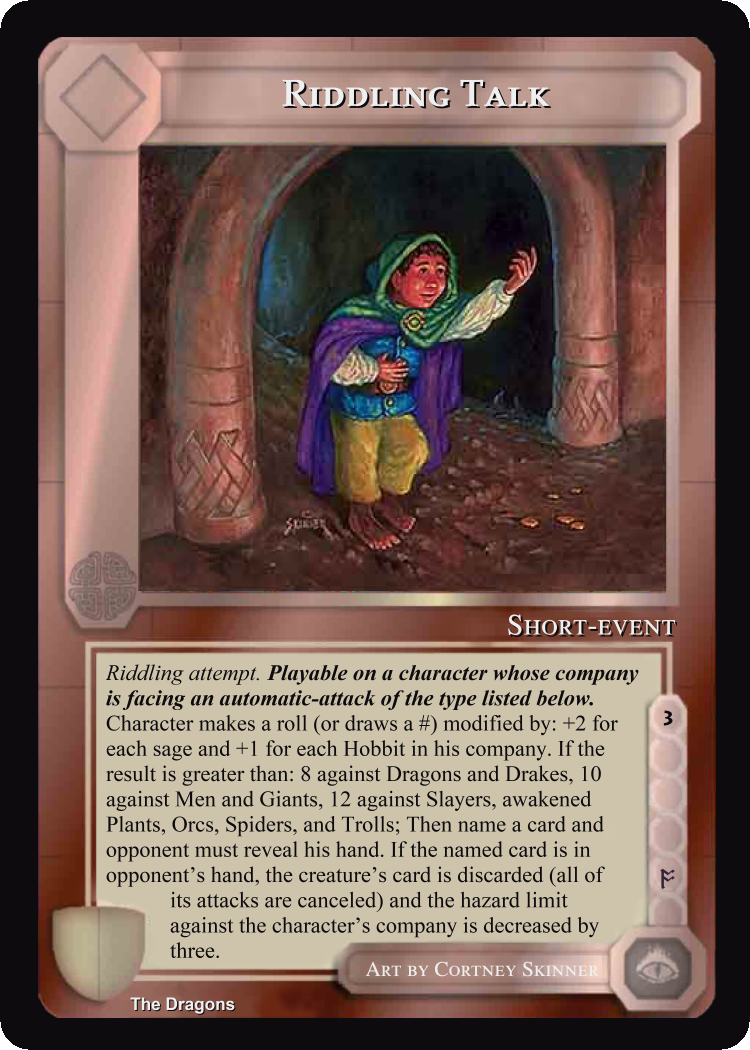 Riddling Talk
Skinner
Short-event
Riddling attempt. Playable on a character whose company
is facing an automatic-attack of the type listed below.
Character makes a roll (or draws a #) modified by: +2 for
each sage and +1 for each Hobbit in his company. If the
result is greater than: 8 against Dragons and Drakes, 10
against Men and Giants, 12 against Slayers, awakened
Plants, Orcs, Spiders, and Trolls; Then name a card and
opponent must reveal his hand. If the named card is in
opponent’s hand, the creature’s card is discarded (all of
its attacks are canceled) and the hazard limit
against the character’s company is decreased by
three.
3
Art by Cortney Skinner
The Dragons